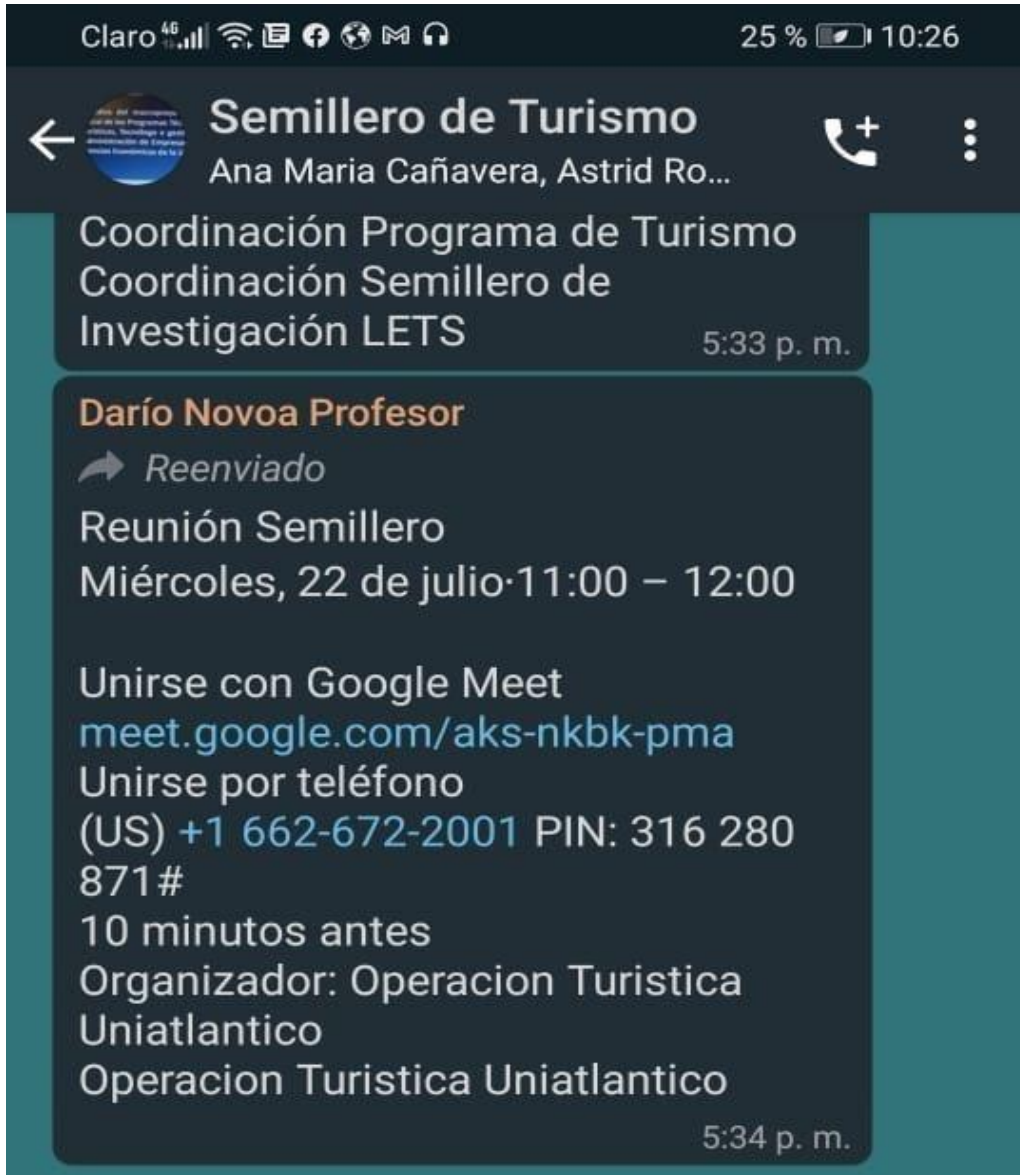 Claro 4G 25 % 10:26
Semillero de Turismo
Ana Maria Cañavera, Astrid Ro...
Coordinación Programa de Turismo
Coordinación Semillero de
Investigación LETS
5:33 p. m.
Darío Novoa Profesor
Reenviado
Reunión Semillero
Miércoles, 22 de julio·11:00 – 12:00
Unirse con Google Meet
meet.google.com/aks-nkbk-pma
Unirse por teléfono
(US) +1 662-672-2001 PIN: 316 280
871#
10 minutos antes
Organizador: Operacion Turistica
Uniatlantico
Operacion Turistica Uniatlantico
5:34 p. m.